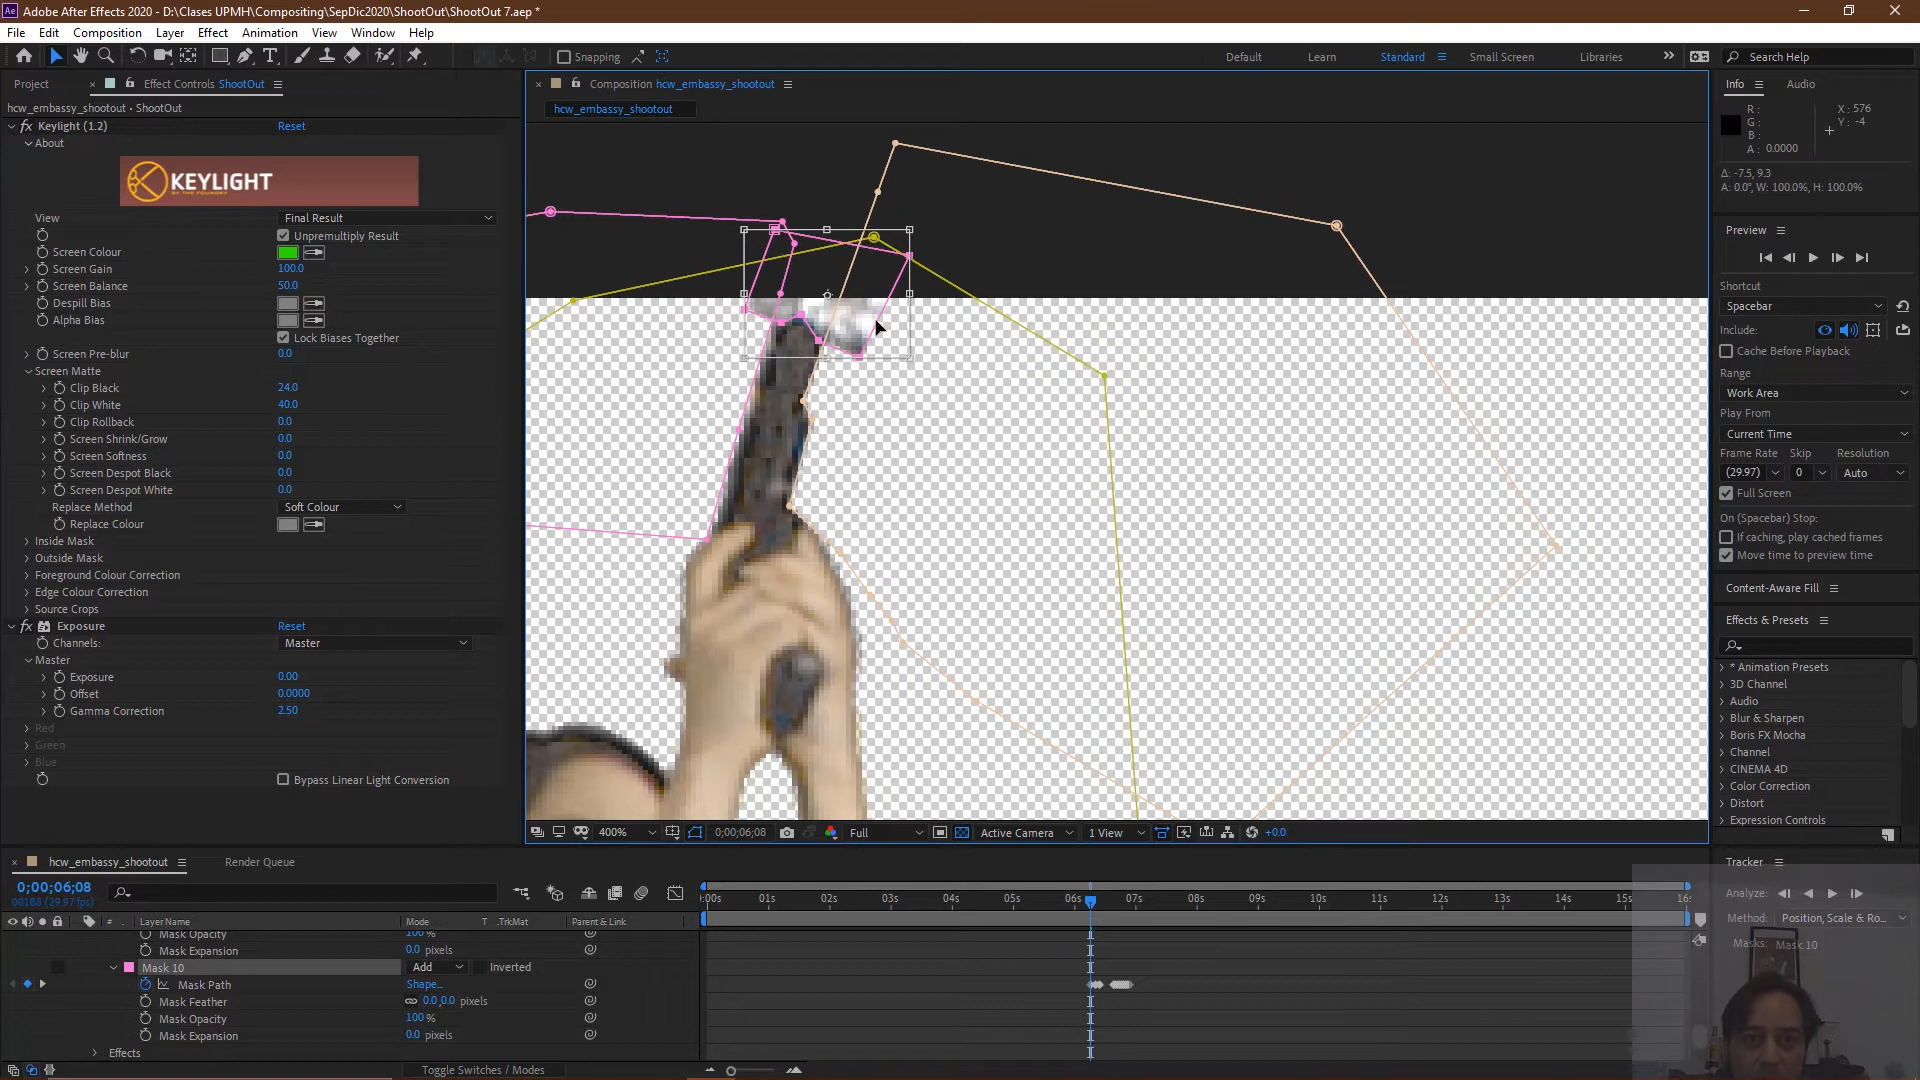 Adobe After Effects 2020 - D:\Clases UPMH\Compositing\SepDic2020\ShootOut\ShootOut 7.aep *
File Edit Composition Layer Effect Animation View Window Help
Snapping
Default Learn Standard Small Screen Libraries
Search Help
Project
Effect Controls ShootOut
hcw_embassy_shootout • ShootOut
fx Keylight (1.2) Reset
About
KEYLIGHT
BY THE FOUNDRY
View Final Result
Unpremultiply Result
Screen Colour
Screen Gain 100.0
Screen Balance 50.0
Despill Bias
Alpha Bias
Lock Biases Together
Screen Pre-blur 0.0
Screen Matte
Clip Black 24.0
Clip White 40.0
Clip Rollback 0.0
Screen Shrink/Grow 0.0
Screen Softness 0.0
Screen Despot Black 0.0
Screen Despot White 0.0
Replace Method Soft Colour
Replace Colour
Inside Mask
Outside Mask
Foreground Colour Correction
Edge Colour Correction
Source Crops
fx Exposure Reset
Channels: Master
Master
Exposure 0.00
Offset 0.0000
Gamma Correction 2.50
Red
Green
Blue
Bypass Linear Light Conversion
Composition hcw_embassy_shootout
hcw_embassy_shootout
400% 0;00;06;08 Full Active Camera 1 View +0.0
Info Audio
R: X: 576
G: Y: -4
B:
A: 0.0000
Δ: -7.5, 9.3
A: 0.0°, W: 100.0%, H: 100.0%
Preview
Shortcut
Spacebar
Include:
Cache Before Playback
Range
Work Area
Play From
Current Time
Frame Rate Skip Resolution
(29.97) 0 Auto
Full Screen
On (Spacebar) Stop:
If caching, play cached frames
Move time to preview time
Content-Aware Fill
Effects & Presets
* Animation Presets
3D Channel
Audio
Blur & Sharpen
Boris FX Mocha
Channel
CINEMA 4D
Color Correction
Distort
Expression Controls
Tracker
Analyze:
Method: Position, Scale & Ro...
Masks: Mask 10
hcw_embassy_shootout Render Queue
0;00;06;08
00188 (29.97 fps)
:00s 01s 02s 03s 04s 05s 06s 07s 08s 09s 10s 11s 12s 13s 14s 15s 16s
# Layer Name Mode T .TrkMat Parent & Link
Mask Opacity 100 %
Mask Expansion 0.0 pixels
Mask 10 Add Inverted
Mask Path Shape...
Mask Feather 0.0,0.0 pixels
Mask Opacity 100 %
Mask Expansion 0.0 pixels
Effects
Toggle Switches / Modes